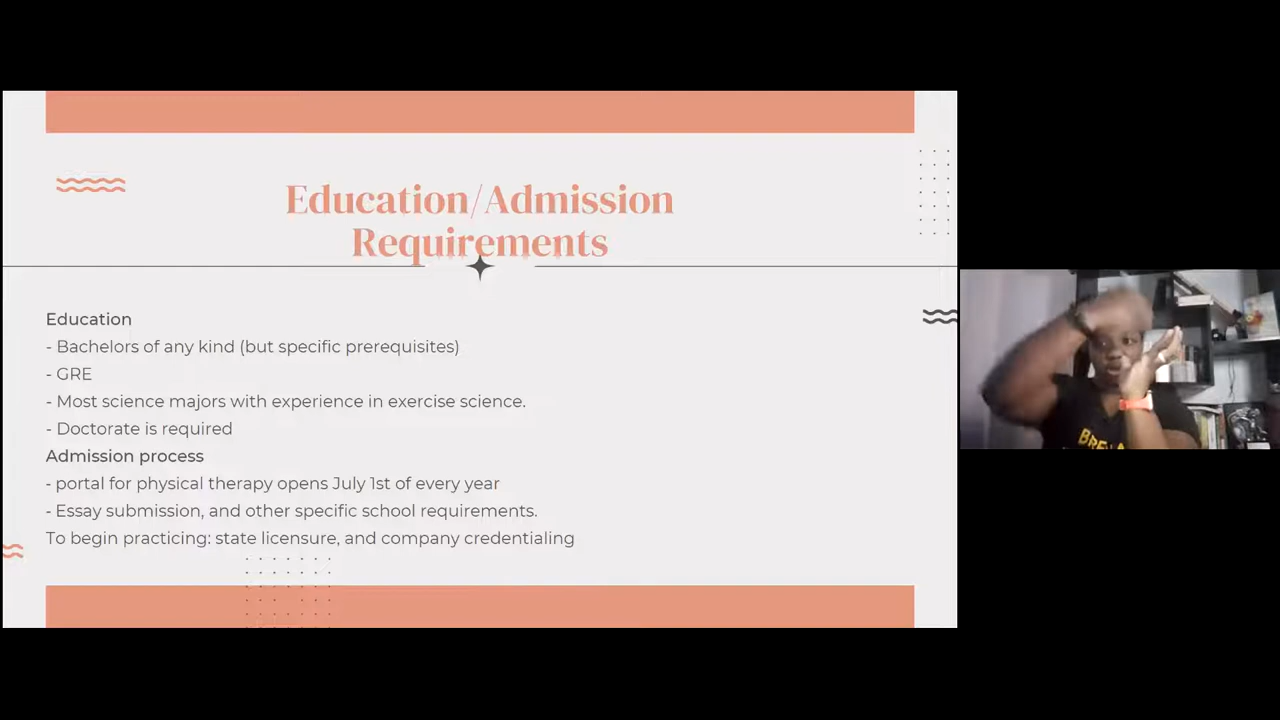 Education/Admission
Requirements
Education
- Bachelors of any kind (but specific prerequisites)
- GRE
- Most science majors with experience in exercise science.
- Doctorate is required
Admission process
- portal for physical therapy opens July 1st of every year
- Essay submission, and other specific school requirements.
To begin practicing: state licensure, and company credentialing